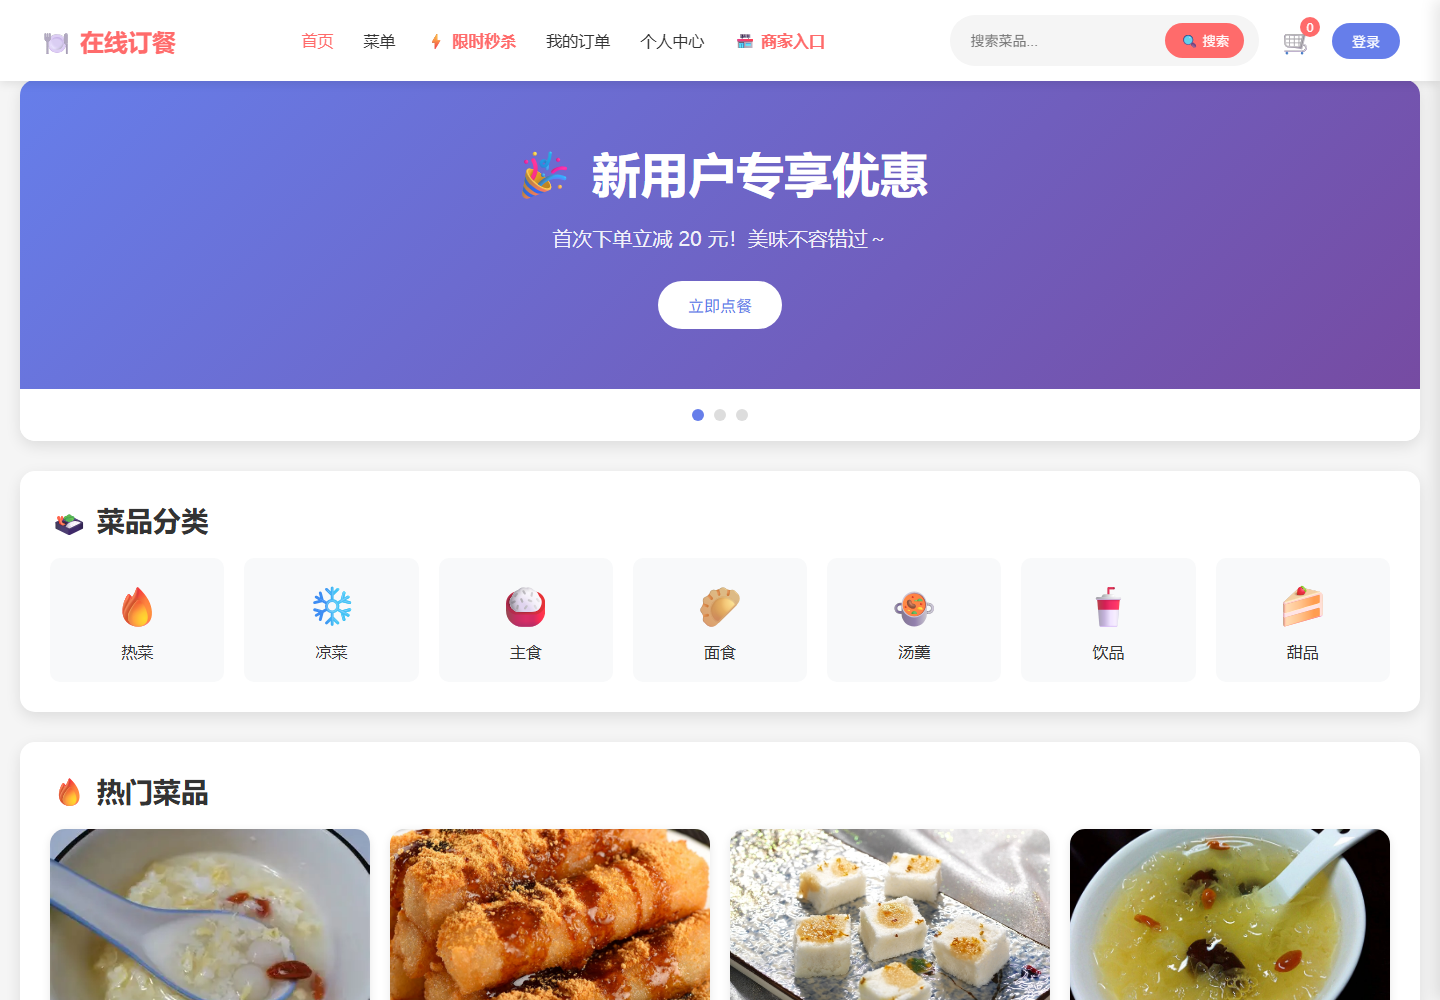 在线订餐
首页
菜单
限时秒杀
我的订单
个人中心
商家入口
搜索菜品...
搜索
0
登录
新用户专享优惠
首次下单立减 20 元！美味不容错过～
立即点餐
菜品分类
热菜
凉菜
主食
面食
汤羹
饮品
甜品
热门菜品